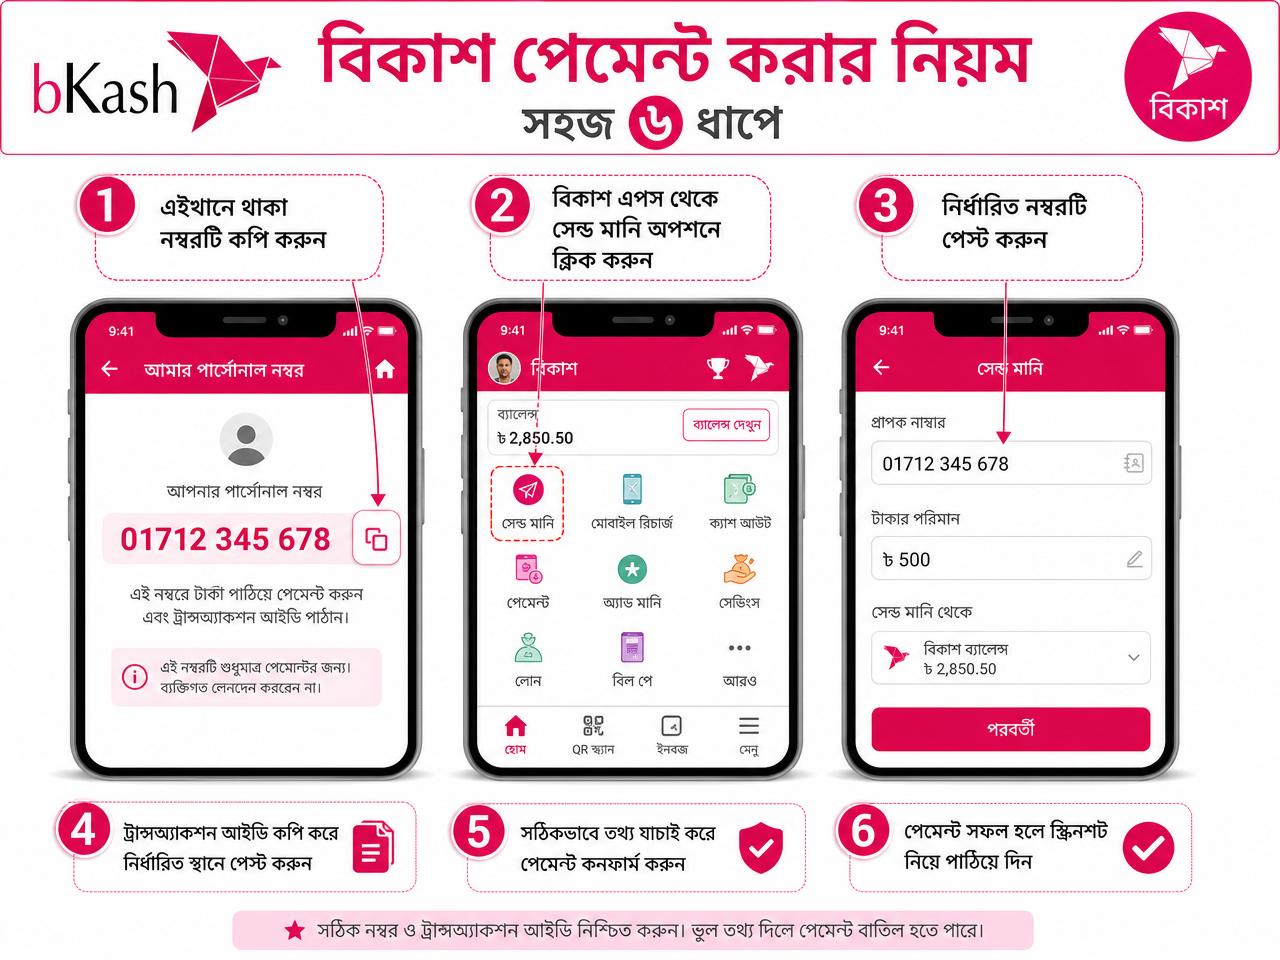 bKash
বিকাশ পেমেন্ট করার নিয়ম
সহজ ৬ ধাপে
বিকাশ
1
এইখানে থাকা
নম্বরটি কপি করুন
2
বিকাশ এপস থেকে
সেন্ড মানি অপশনে
ক্লিক করুন
3
নির্ধারিত নম্বরটি
পেস্ট করুন
9:41
আমার পার্সোনাল নম্বর
আপনার পার্সোনাল নম্বর
01712 345 678
এই নম্বরে টাকা পাঠিয়ে পেমেন্ট করুন
এবং ট্রান্সঅ্যাকশন আইডি পাঠান।
এই নম্বরটি শুধুমাত্র পেমেন্টের জন্য।
ব্যক্তিগত লেনদেন কররেন না।
9:41
বিকাশ
ব্যালেন্স
৳ 2,850.50
ব্যালেন্স দেখুন
সেন্ড মানি
মোবাইল রিচার্জ
ক্যাশ আউট
পেমেন্ট
অ্যাড মানি
সেভিংস
লোন
বিল পে
আরও
হোম
QR স্ক্যান
ইনবক্স
মেনু
9:41
সেন্ড মানি
প্রাপক নাম্বার
01712 345 678
টাকার পরিমান
৳ 500
সেন্ড মানি থেকে
বিকাশ ব্যালেন্স
৳ 2,850.50
পরবর্তী
4
ট্রান্সঅ্যাকশন আইডি কপি করে
নির্ধারিত স্থানে পেস্ট করুন
5
সঠিকভাবে তথ্য যাচাই করে
পেমেন্ট কনফার্ম করুন
6
পেমেন্ট সফল হলে স্ক্রিনশট
নিয়ে পাঠিয়ে দিন
সঠিক নম্বর ও ট্রান্সঅ্যাকশন আইডি নিশ্চিত করুন। ভুল তথ্য দিলে পেমেন্ট বাতিল হতে পারে।